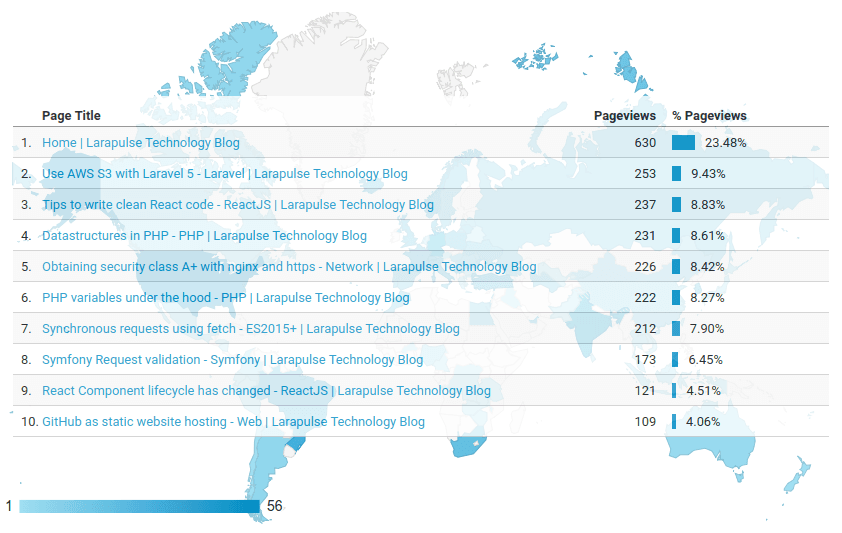 Page Title Pageviews % Pageviews
1. Home | Larapulse Technology Blog 630 23.48%
2. Use AWS S3 with Laravel 5 - Laravel | Larapulse Technology Blog 253 9.43%
3. Tips to write clean React code - ReactJS | Larapulse Technology Blog 237 8.83%
4. Datastructures in PHP - PHP | Larapulse Technology Blog 231 8.61%
5. Obtaining security class A+ with nginx and https - Network | Larapulse Technology Blog 226 8.42%
6. PHP variables under the hood - PHP | Larapulse Technology Blog 222 8.27%
7. Synchronous requests using fetch - ES2015+ | Larapulse Technology Blog 212 7.90%
8. Symfony Request validation - Symfony | Larapulse Technology Blog 173 6.45%
9. React Component lifecycle has changed - ReactJS | Larapulse Technology Blog 121 4.51%
10. GitHub as static website hosting - Web | Larapulse Technology Blog 109 4.06%
1 56